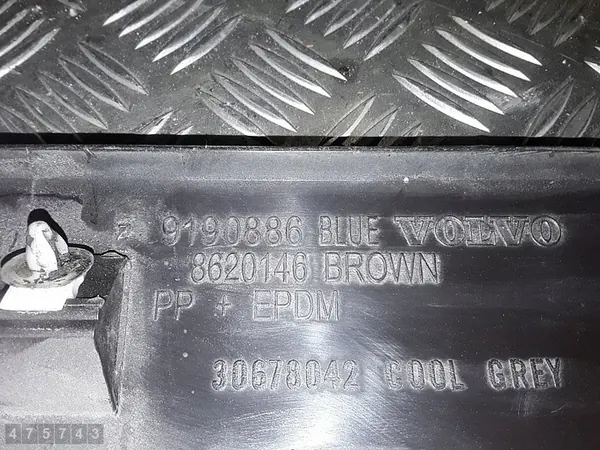 9190886 BLUE VOLVO
8620146 BROWN
PP + EPDM
30678042 COOL GREY
475743